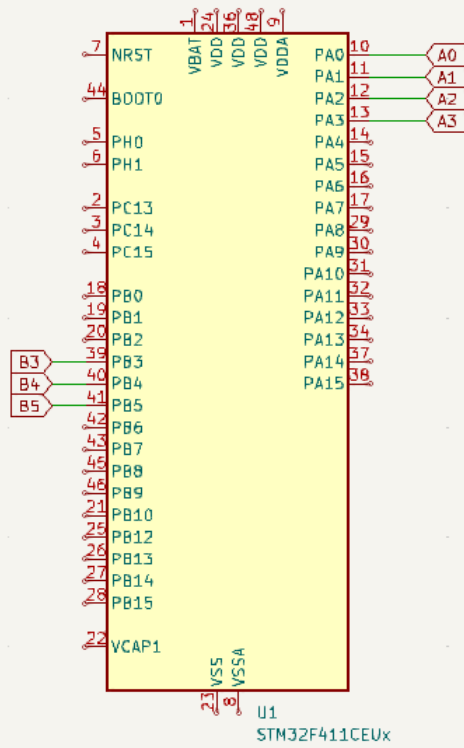 1 24 36 48 9
VBAT VDD VDD VDD VDDA
7 NRST PA0 10 A0
PA1 11 A1
44 BOOT0 PA2 12 A2
PA3 13 A3
5 PH0 PA4 14
6 PH1 PA5 15
PA6 16
2 PC13 PA7 17
3 PC14 PA8 29
4 PC15 PA9 30
PA10 31
18 PB0 PA11 32
19 PB1 PA12 33
20 PB2 PA13 34
B3 39 PB3 PA14 37
B4 40 PB4 PA15 38
B5 41 PB5
42 PB6
43 PB7
45 PB8
46 PB9
21 PB10
25 PB12
26 PB13
27 PB14
28 PB15
22 VCAP1
VSS VSSA
23 8
U1
STM32F411CEUx